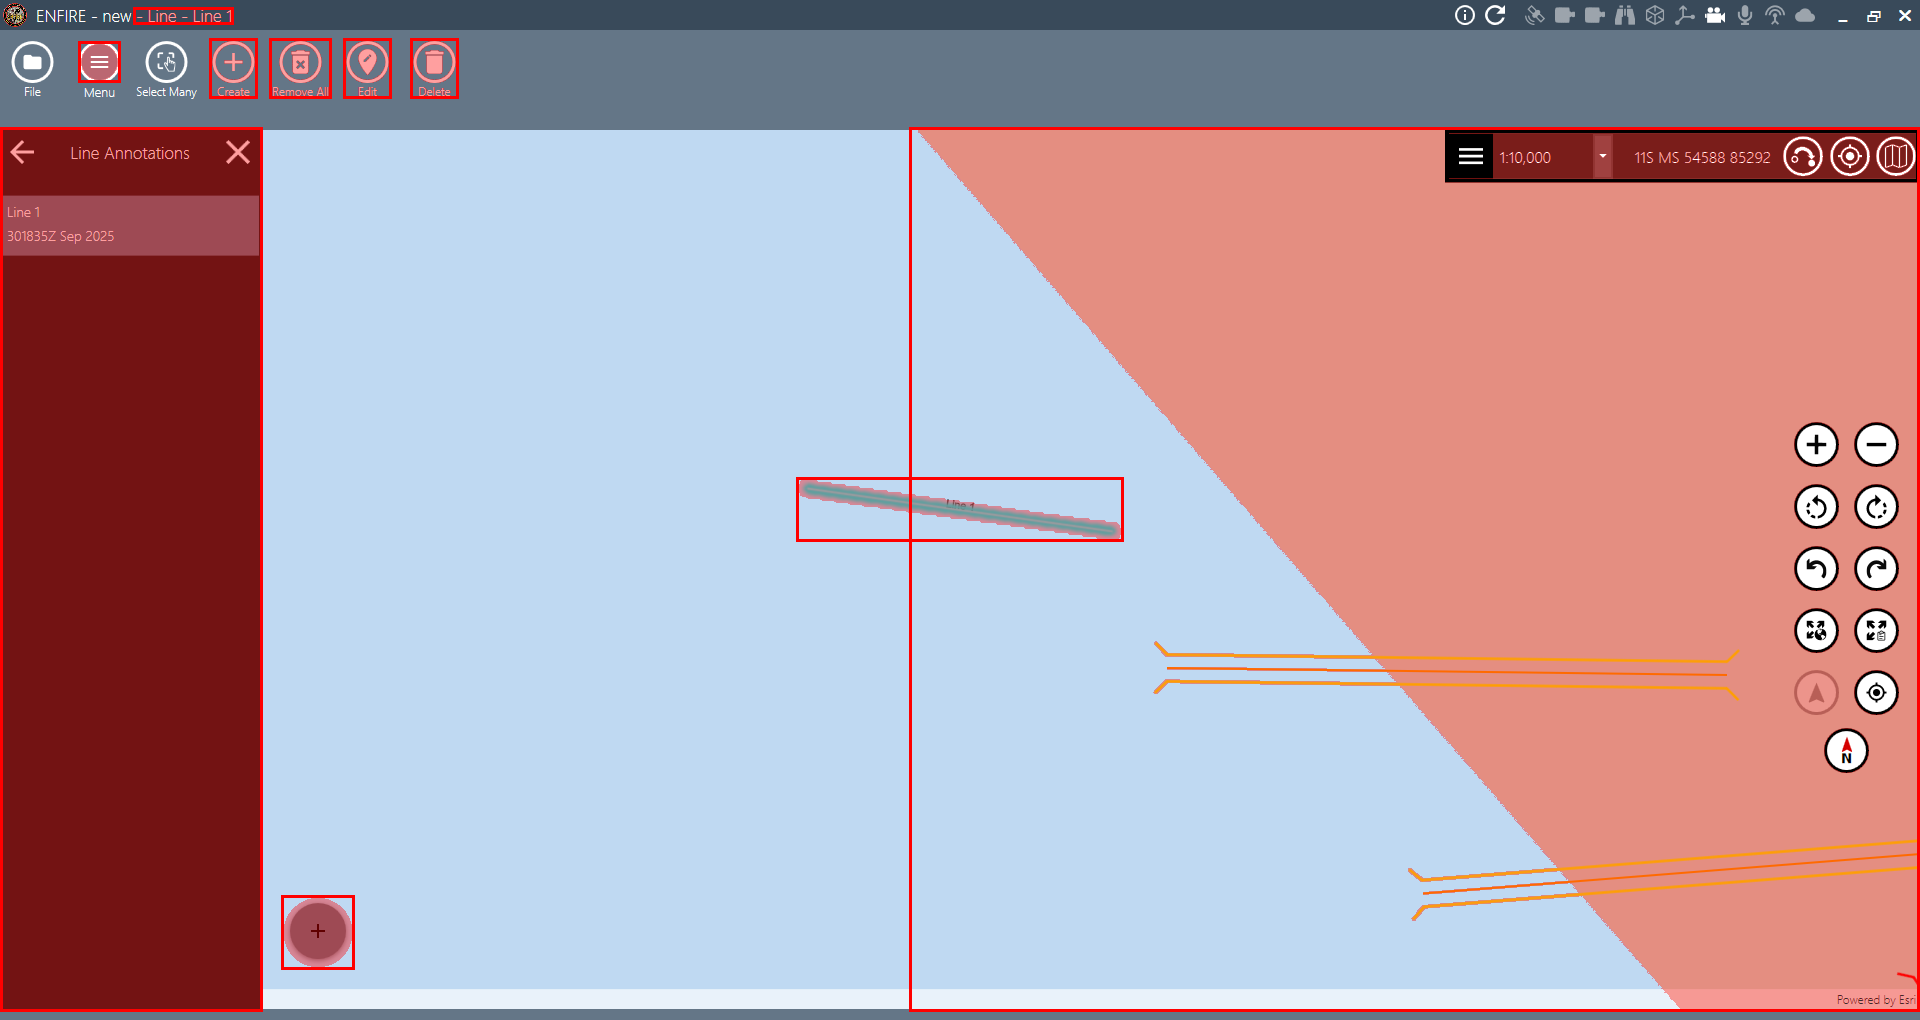 ENFIRE - new - Line - Line 1
File
Menu
Select Many
Create
Remove All
Edit
Delete
Line Annotations
1:10,000
11S MS 54588 85292
Line 1
301835Z Sep 2025
Line 1
N
Powered by Esri